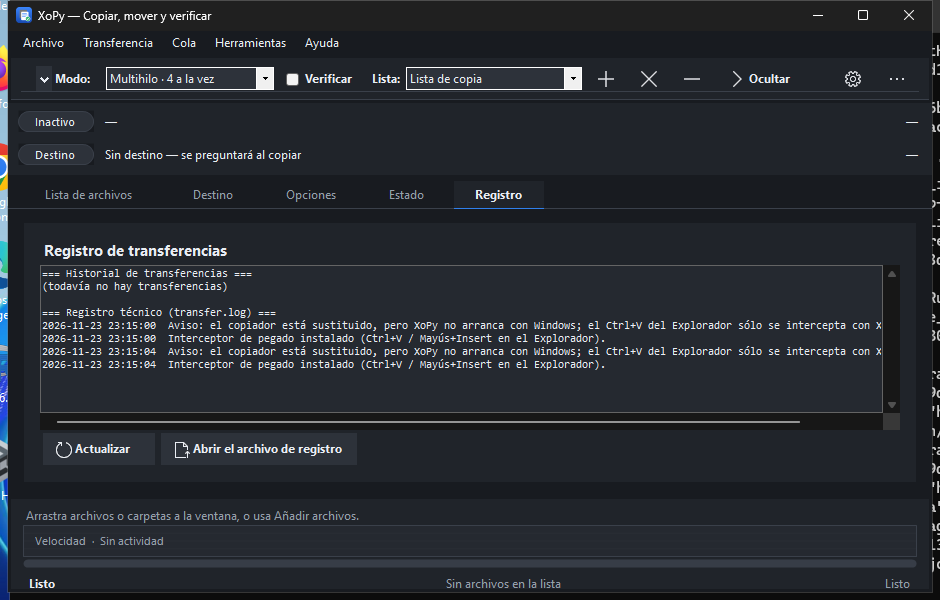 XoPy — Copiar, mover y verificar
Archivo Transferencia Cola Herramientas Ayuda
Modo: Multihilo · 4 a la vez Verificar Lista: Lista de copia Ocultar
Inactivo —
Destino Sin destino — se preguntará al copiar
Lista de archivos Destino Opciones Estado Registro
Registro de transferencias
=== Historial de transferencias ===
(todavía no hay transferencias)
=== Registro técnico (transfer.log) ===
2026-11-23 23:15:00 Aviso: el copiador está sustituido, pero XoPy no arranca con Windows; el Ctrl+V del Explorador sólo se intercepta con X
2026-11-23 23:15:00 Interceptor de pegado instalado (Ctrl+V / Mayús+Insert en el Explorador).
2026-11-23 23:15:04 Aviso: el copiador está sustituido, pero XoPy no arranca con Windows; el Ctrl+V del Explorador sólo se intercepta con X
2026-11-23 23:15:04 Interceptor de pegado instalado (Ctrl+V / Mayús+Insert en el Explorador).
Actualizar Abrir el archivo de registro
Arrastra archivos o carpetas a la ventana, o usa Añadir archivos.
Velocidad · Sin actividad
Listo Sin archivos en la lista Listo